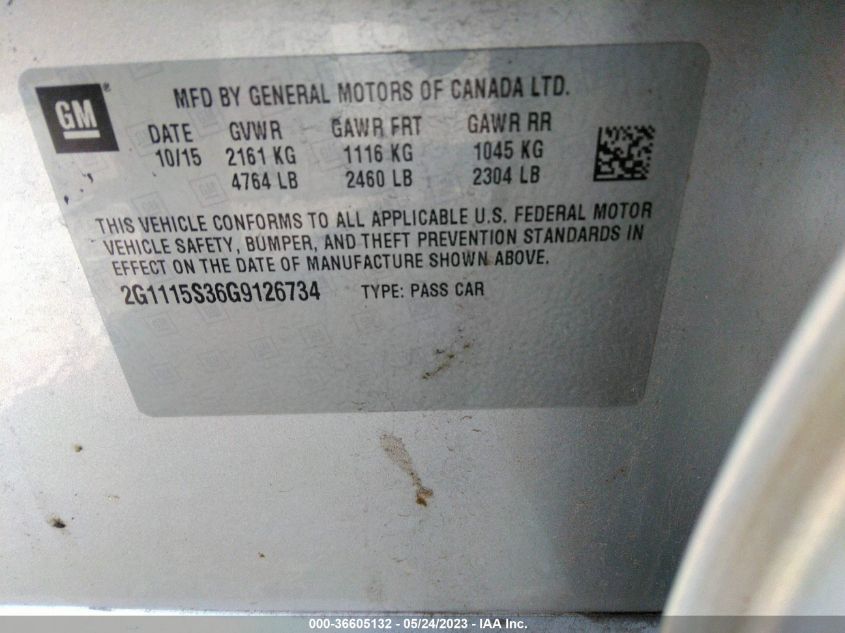 GM ®
MFD BY GENERAL MOTORS OF CANADA LTD.
DATE GVWR GAWR FRT GAWR RR
10/15 2161 KG 1116 KG 1045 KG
4764 LB 2460 LB 2304 LB
THIS VEHICLE CONFORMS TO ALL APPLICABLE U.S. FEDERAL MOTOR
VEHICLE SAFETY, BUMPER, AND THEFT PREVENTION STANDARDS IN
EFFECT ON THE DATE OF MANUFACTURE SHOWN ABOVE.
2G1115S36G9126734 TYPE: PASS CAR
000-36605132 - 05/24/2023 - IAA Inc.